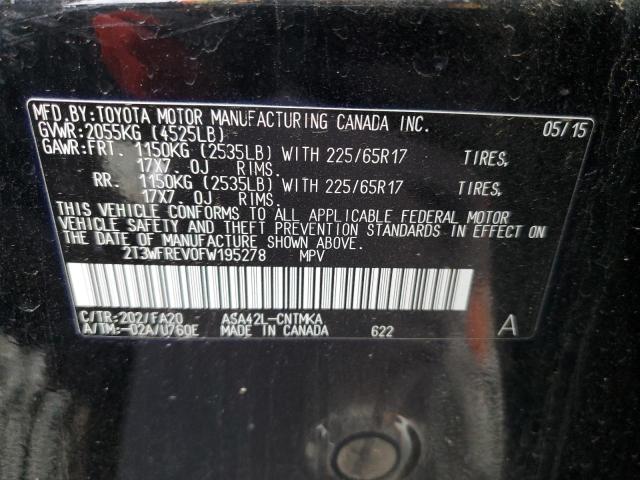 MFD.BY:TOYOTA MOTOR MANUFACTURING CANADA INC. 05/15
GVWR:2055KG (4525LB)
GAWR:FRT. 1150KG (2535LB) WITH 225/65R17 TIRES,
17X7. OJ RIMS.
RR. 1150KG (2535LB) WITH 225/65R17 TIRES,
17X7. OJ RIMS.
THIS VEHICLE CONFORMS TO ALL APPLICABLE FEDERAL MOTOR
VEHICLE SAFETY AND THEFT PREVENTION STANDARDS IN EFFECT ON
THE DATE OF MANUFACTURE SHOWN ABOVE.
2T3WFREV0FW195278 MPV
C/TR:202/FA20 ASA42L-CNTMKA
A/TM:-02A/U760E MADE IN CANADA 622 A